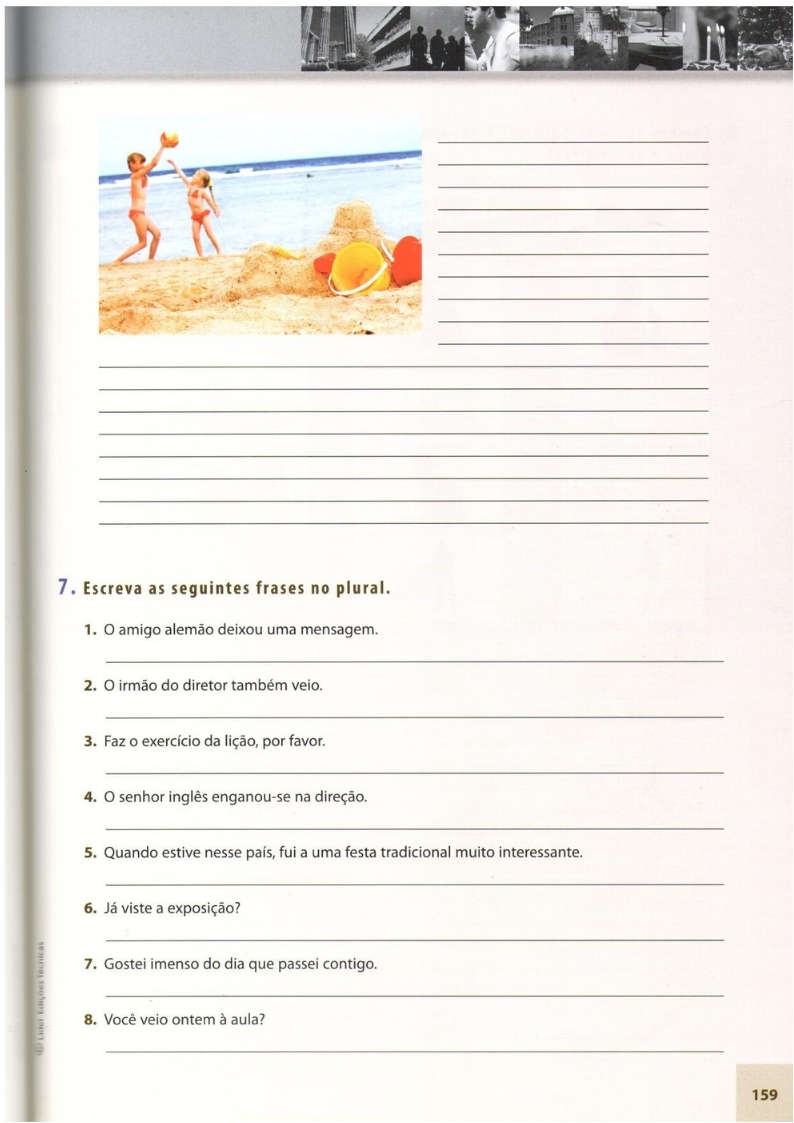 7. Escreva as seguintes frases no plural.
1. O amigo alemão deixou uma mensagem.
2. O irmão do diretor também veio.
3. Faz o exercício da lição, por favor.
4. O senhor inglês enganou-se na direção.
5. Quando estive nesse país, fui a uma festa tradicional muito interessante.
6. Já viste a exposição?
7. Gostei imenso do dia que passei contigo.
8. Você veio ontem à aula?
© Lidel Edições Técnicas
159